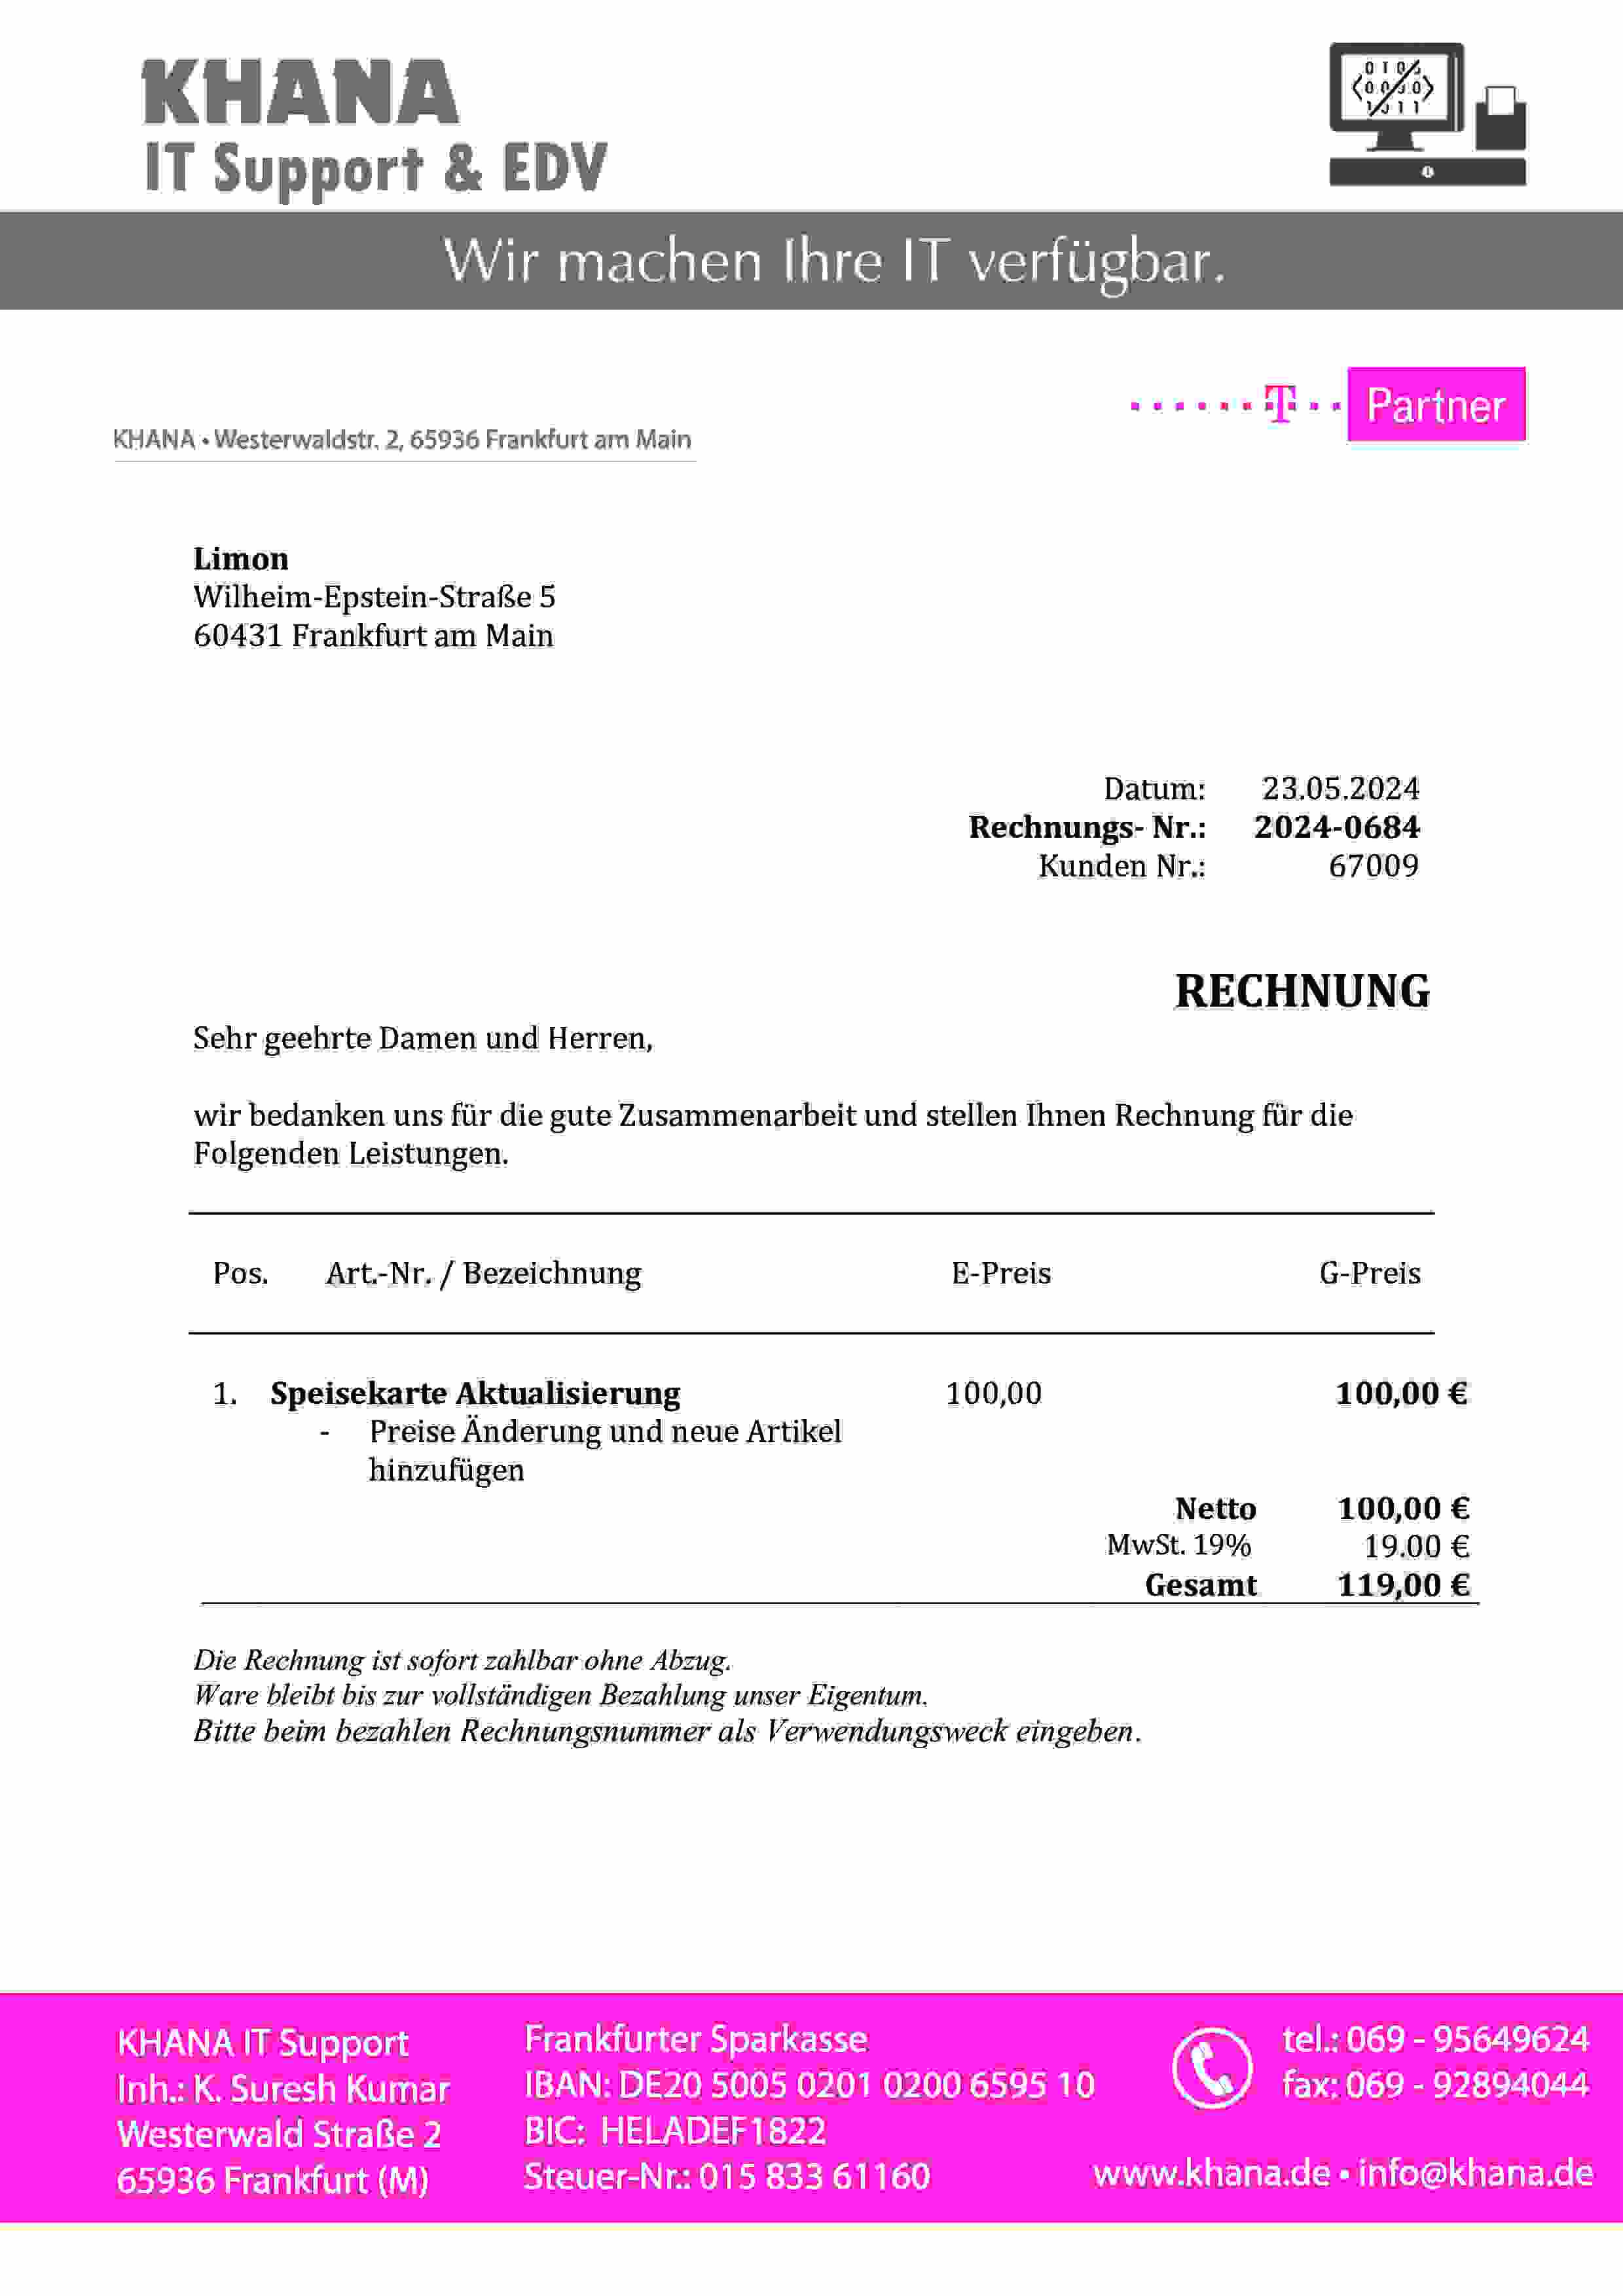 KHANA
IT Support & EDV
Wir machen Ihre IT verfügbar.
T Partner
KHANA • Westerwaldstr. 2, 65936 Frankfurt am Main
Limon
Wilheim-Epstein-Straße 5
60431 Frankfurt am Main
Datum: 23.05.2024
Rechnungs- Nr.: 2024-0684
Kunden Nr.: 67009
RECHNUNG
Sehr geehrte Damen und Herren,
wir bedanken uns für die gute Zusammenarbeit und stellen Ihnen Rechnung für die
Folgenden Leistungen.
Pos. Art.-Nr. / Bezeichnung E-Preis G-Preis
1. Speisekarte Aktualisierung 100,00 100,00 €
- Preise Änderung und neue Artikel
hinzufügen
Netto 100,00 €
MwSt. 19% 19.00 €
Gesamt 119,00 €
Die Rechnung ist sofort zahlbar ohne Abzug.
Ware bleibt bis zur vollständigen Bezahlung unser Eigentum.
Bitte beim bezahlen Rechnungsnummer als Verwendungsweck eingeben.
KHANA IT Support
Inh.: K. Suresh Kumar
Westerwald Straße 2
65936 Frankfurt (M)
Frankfurter Sparkasse
IBAN: DE20 5005 0201 0200 6595 10
BIC: HELADEF1822
Steuer-Nr.: 015 833 61160
tel.: 069 - 95649624
fax: 069 - 92894044
www.khana.de • info@khana.de